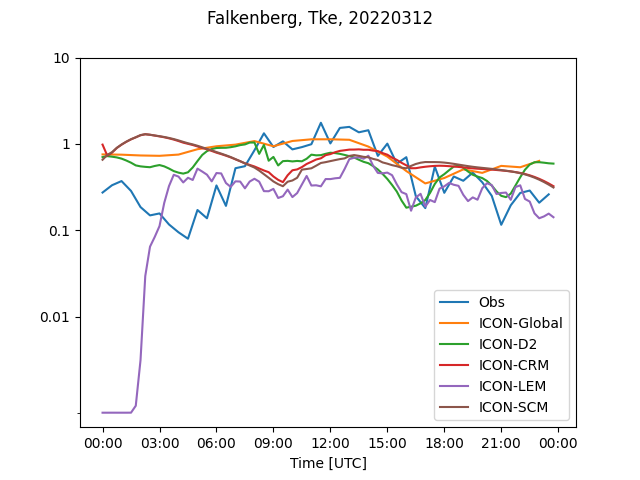 Falkenberg, Tke, 20220312
10
1
0.1
0.01
Obs
ICON-Global
ICON-D2
ICON-CRM
ICON-LEM
ICON-SCM
00:00 03:00 06:00 09:00 12:00 15:00 18:00 21:00 00:00
Time [UTC]